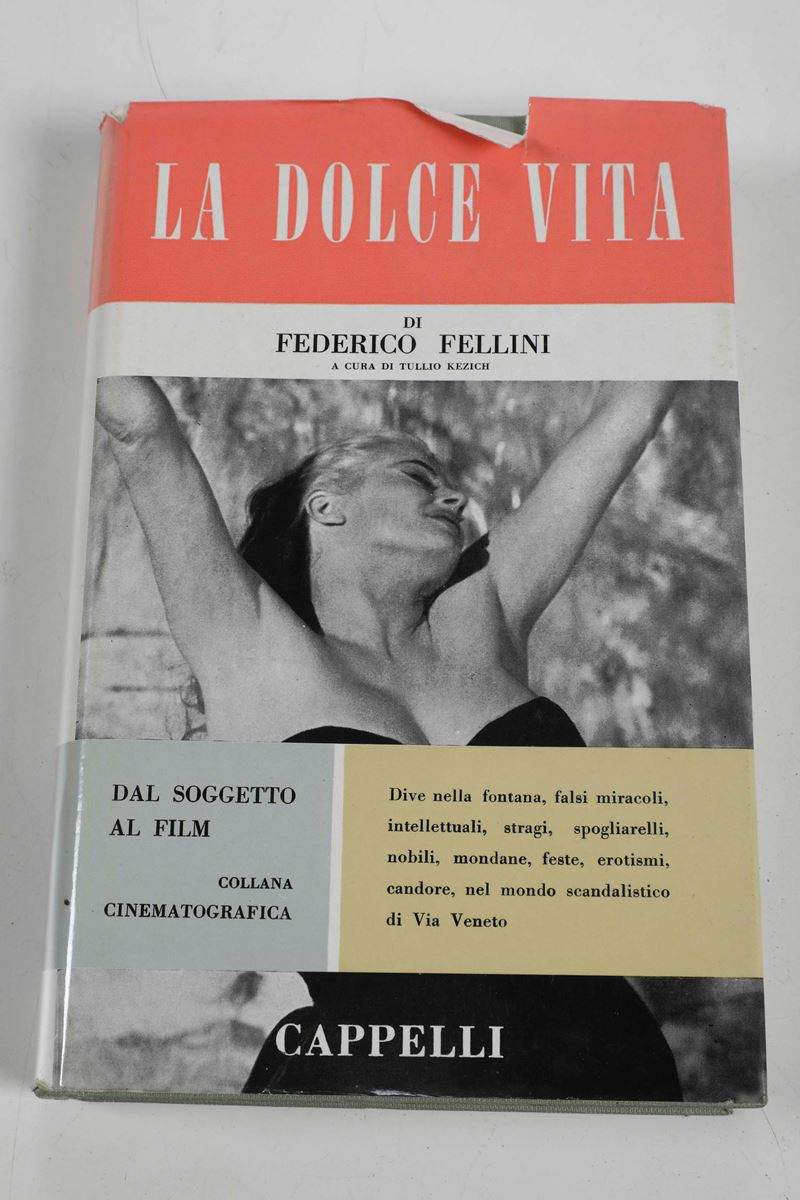 LA DOLCE VITA
DI
FEDERICO FELLINI
A CURA DI TULLIO KEZICH
DAL SOGGETTO
AL FILM
COLLANA
CINEMATOGRAFICA
Dive nella fontana, falsi miracoli,
intellettuali, stragi, spogliarelli,
nobili, mondane, feste, erotismi,
candore, nel mondo scandalistico
di Via Veneto
CAPPELLI